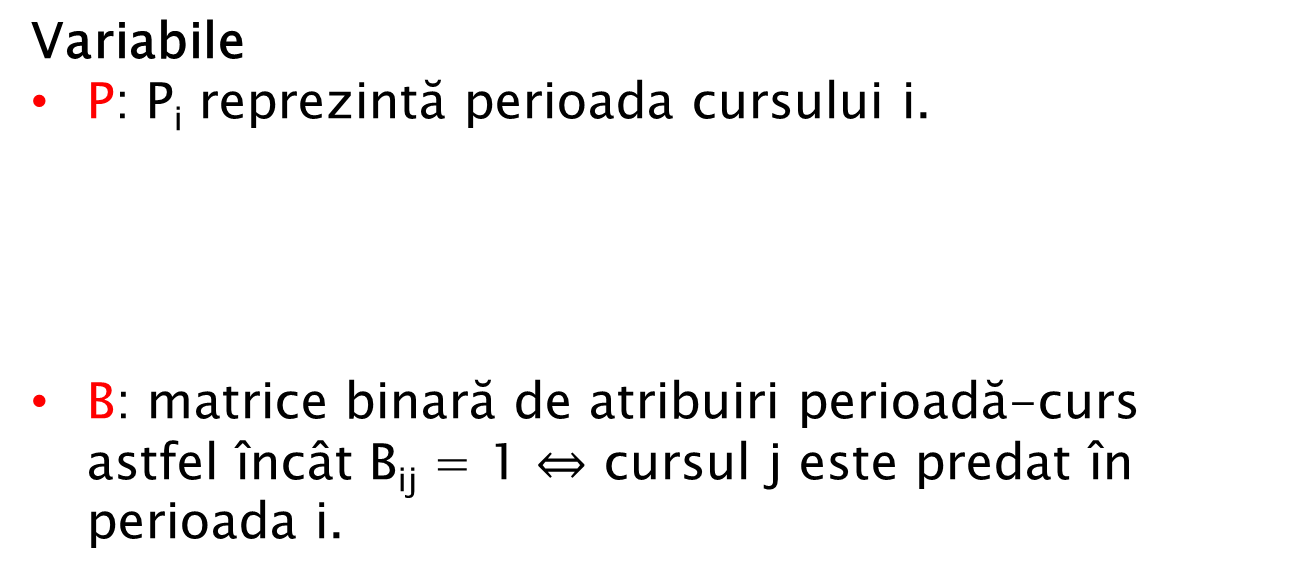 Variabile
• P: Pᵢ reprezintă perioada cursului i.
• B: matrice binară de atribuiri perioadă-curs
astfel încât Bᵢⱼ = 1 ⇔ cursul j este predat în
perioada i.